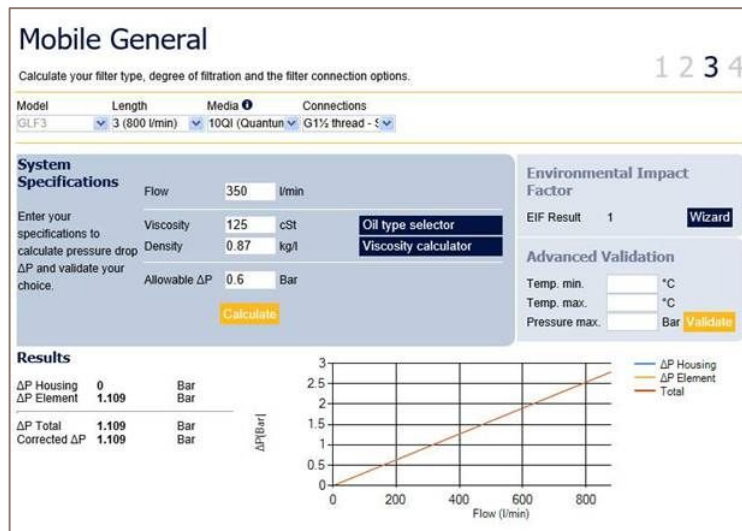 Mobile General
1 2 3 4
Calculate your filter type, degree of filtration and the filter connection options.
Model Length Media Connections
GLF3 3 (800 l/min) 10QI (Quantun G1½ thread - S
System
Specifications
Enter your
specifications to
calculate pressure drop
ΔP and validate your
choice.
Flow 350 l/min
Viscosity 125 cSt Oil type selector
Density 0.87 kg/l Viscosity calculator
Allowable ΔP 0.6 Bar
Calculate
Environmental Impact
Factor
EIF Result 1 Wizard
Advanced Validation
Temp. min. °C
Temp. max. °C
Pressure max. Bar Validate
Results
ΔP Housing 0 Bar
ΔP Element 1.109 Bar
ΔP Total 1.109 Bar
Corrected ΔP 1.109 Bar
ΔP[Bar]
3
2.5
2
1.5
1
0.5
0
0 200 400 600 800
Flow (l/min)
ΔP Housing
ΔP Element
Total